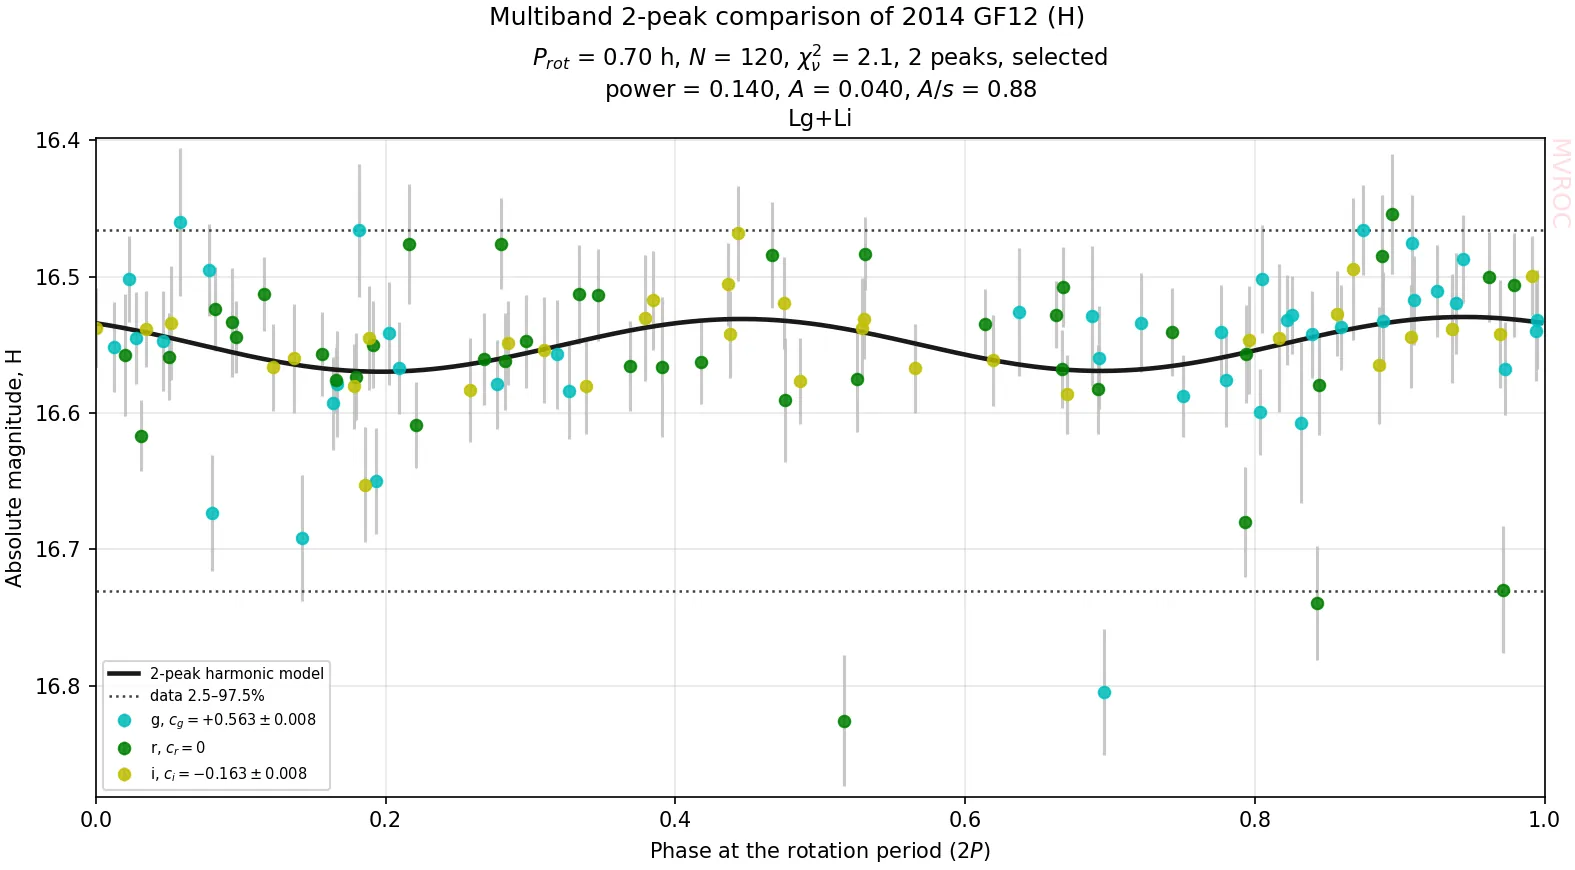 Multiband 2-peak comparison of 2014 GF12 (H)
P_rot = 0.70 h, N = 120, χ²_ν = 2.1, 2 peaks, selected
power = 0.140, A = 0.040, A/s = 0.88
Lg+Li
MVROC
Absolute magnitude, H
16.4
16.5
16.6
16.7
16.8
2-peak harmonic model
data 2.5–97.5%
g, c_g = +0.563 ± 0.008
r, c_r = 0
i, c_i = −0.163 ± 0.008
0.0 0.2 0.4 0.6 0.8 1.0
Phase at the rotation period (2P)